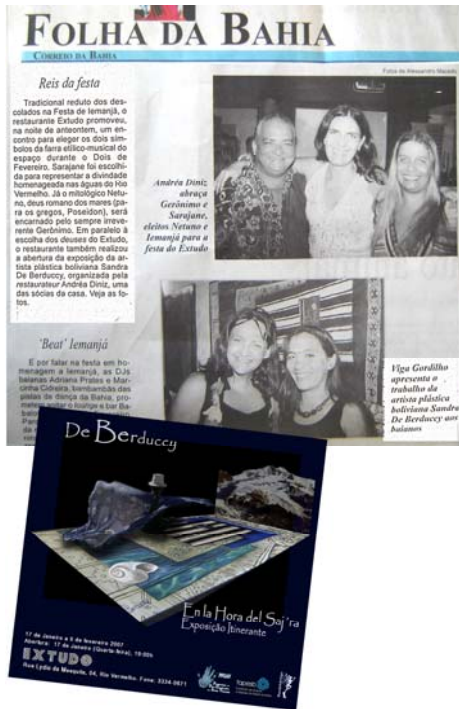 FOLHA DA BAHIA
CORREIO DA BAHIA
Reis da festa
Tradicional reduto dos des-
colados na Festa de Iemanjá, o
restaurante Extudo promoveu,
na noite de anteontem, um en-
contro para eleger os dois sím-
bolos da farra etílico-musical do
espaço durante o Dois de
Fevereiro. Sarajane foi escolhi-
da para representar a divindade
homenageada nas águas do Rio
Vermelho. Já o mitológico Netu-
no, deus romano dos mares (pa-
ra os gregos, Poseidon), será
encarnado pelo sempre irreve-
rente Gerônimo. Em paralelo à
escolha dos deuses do Extudo,
o restaurante também realizou
a abertura da exposição da ar-
tista plástica boliviana Sandra
De Berduccy, organizada pela
restaurateur Andréa Diniz, uma
das sócias da casa. Veja as fo-
tos.
Andréa Diniz
abraça
Gerônimo e
Sarajane,
eleitos Netuno e
Iemanjá para a
festa do Extudo
'Beat' Iemanjá
E por falar na festa em ho-
menagem a Iemanjá, as DJs
baianas Adriana Prates e Mar-
cinha Cidreira, bambambãs das
pistas de dança da Bahia, pro-
Viga Gordilho
apresenta o
trabalho da
artista plástica
boliviana Sandra
De Berduccy aos
baianos
De Berduccy
En la Hora del Saj'ra
Exposição Itinerante
17 de Janeiro a 5 de fevereiro 2007
Abertura: 17 de Janeiro (Quarta-feira), 19:00h
EXTUDO
Rua Lydio de Mesquita, 04, Rio Vermelho. Fone: 3334-0671